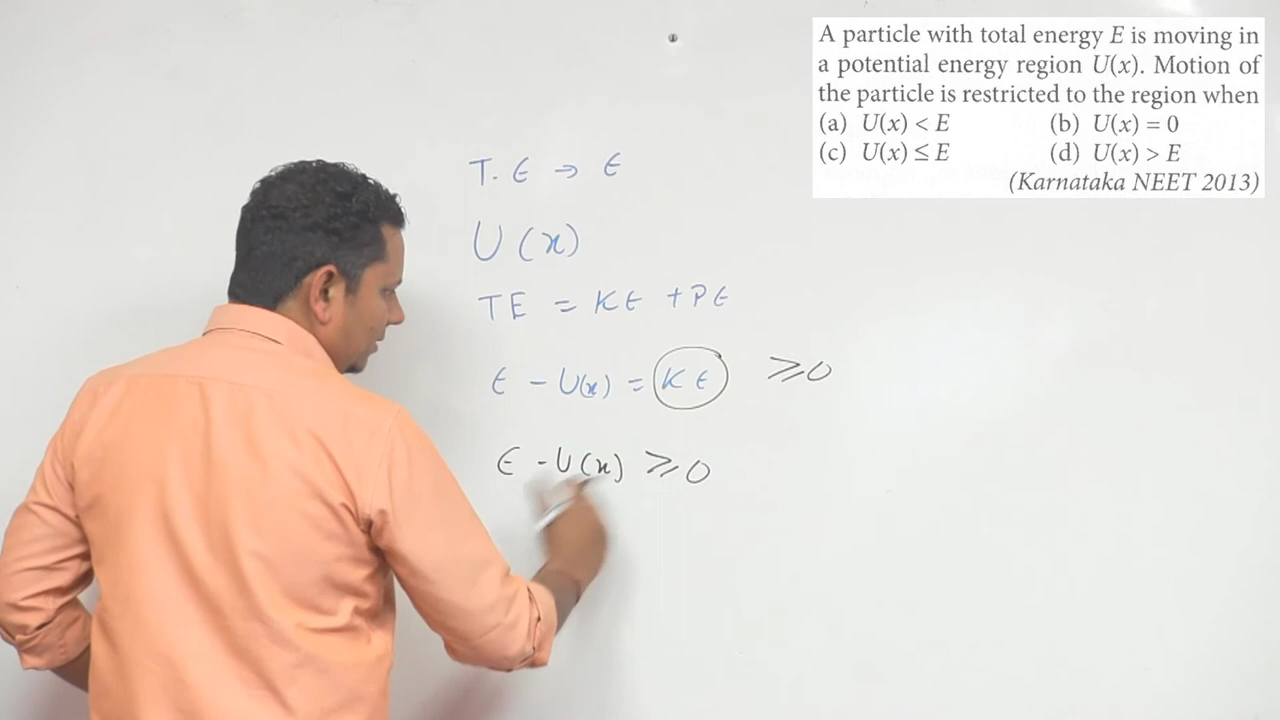 A particle with total energy E is moving in
a potential energy region U(x). Motion of
the particle is restricted to the region when
(a) U(x) < E (b) U(x) = 0
(c) U(x) ≤ E (d) U(x) > E
(Karnataka NEET 2013)
T. E → E
U (x)
TE = KE + PE
E - U(x) = KE ≥0
E - U(x) ≥ 0